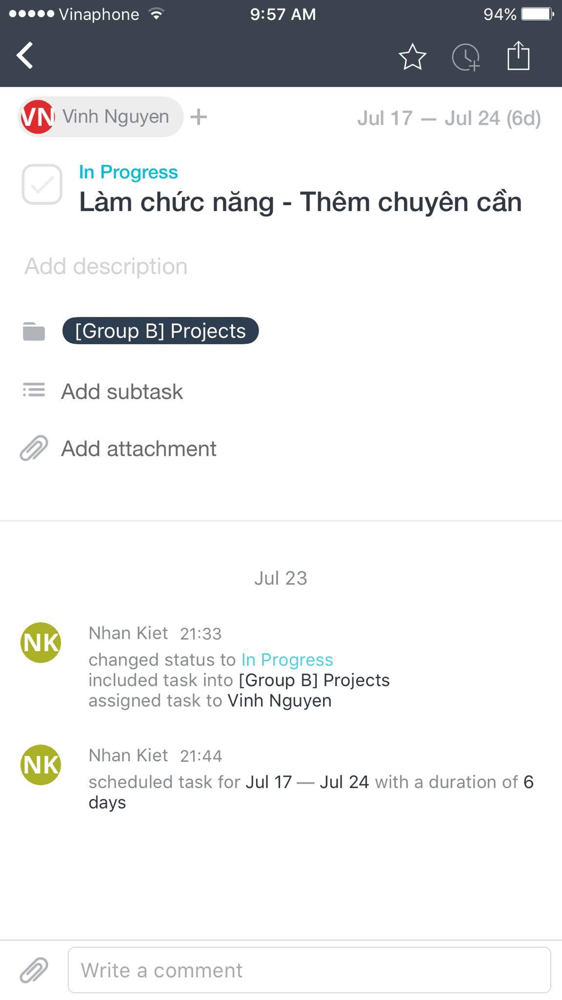 Vinaphone 9:57 AM 94%
VN Vinh Nguyen + Jul 17 — Jul 24 (6d)
In Progress
Làm chức năng - Thêm chuyên cần
Add description
[Group B] Projects
Add subtask
Add attachment
Jul 23
NK Nhan Kiet 21:33
changed status to In Progress
included task into [Group B] Projects
assigned task to Vinh Nguyen
NK Nhan Kiet 21:44
scheduled task for Jul 17 — Jul 24 with a duration of 6
days
Write a comment